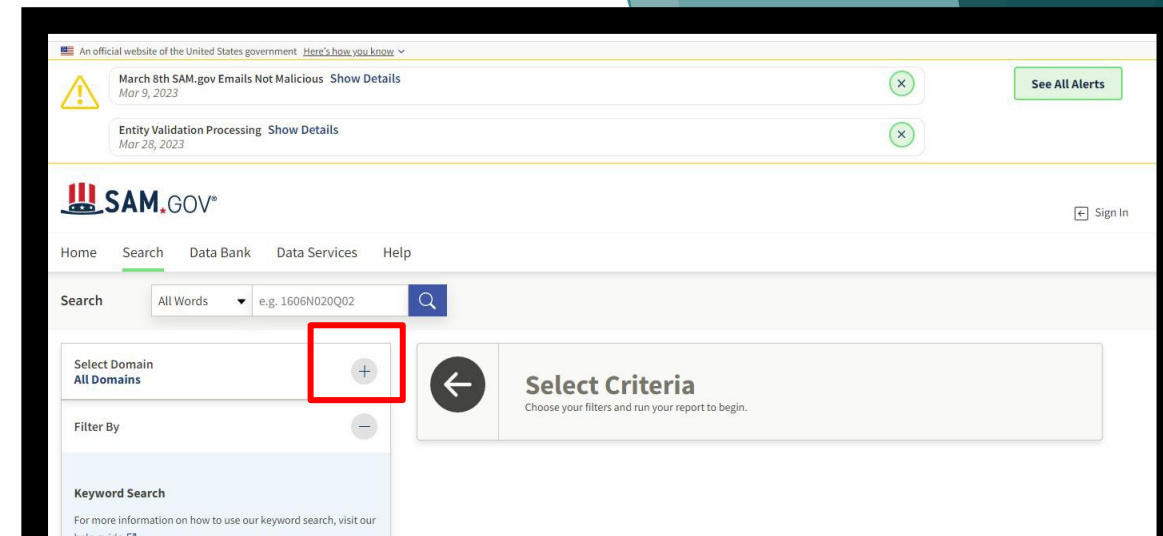 An official website of the United States government Here's how you know
March 8th SAM.gov Emails Not Malicious Show Details
Mar 9, 2023
See All Alerts
Entity Validation Processing Show Details
Mar 28, 2023
SAM.GOV®
Sign In
Home Search Data Bank Data Services Help
Search All Words e.g. 1606N020Q02
Select Domain
All Domains
Select Criteria
Choose your filters and run your report to begin.
Filter By
Keyword Search
For more information on how to use our keyword search, visit our
help guide